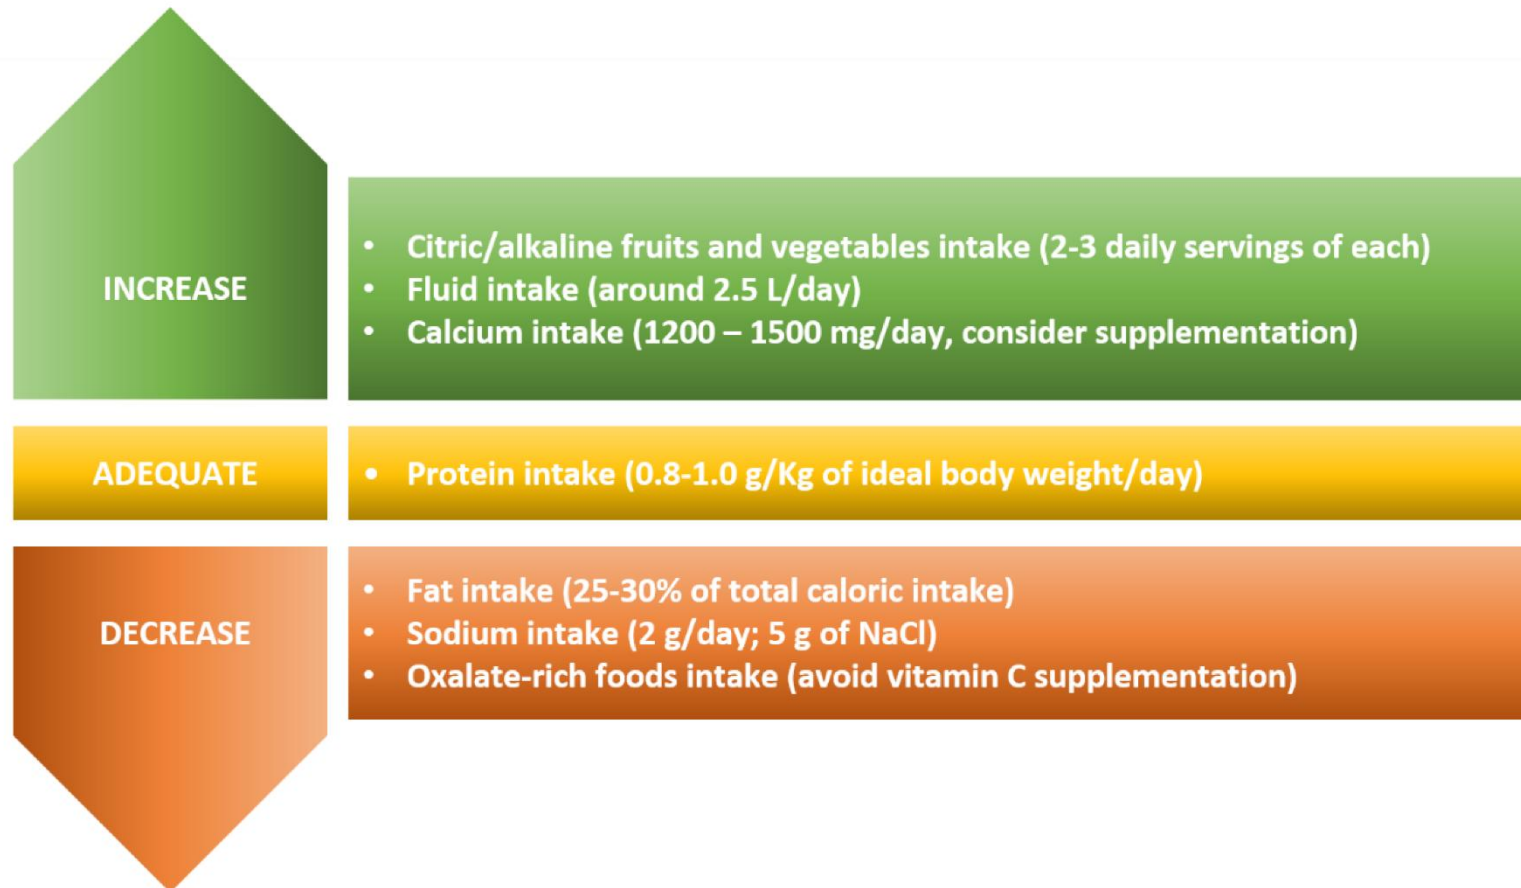 INCREASE
• Citric/alkaline fruits and vegetables intake (2-3 daily servings of each)
• Fluid intake (around 2.5 L/day)
• Calcium intake (1200 – 1500 mg/day, consider supplementation)
ADEQUATE
• Protein intake (0.8-1.0 g/Kg of ideal body weight/day)
DECREASE
• Fat intake (25-30% of total caloric intake)
• Sodium intake (2 g/day; 5 g of NaCl)
• Oxalate-rich foods intake (avoid vitamin C supplementation)